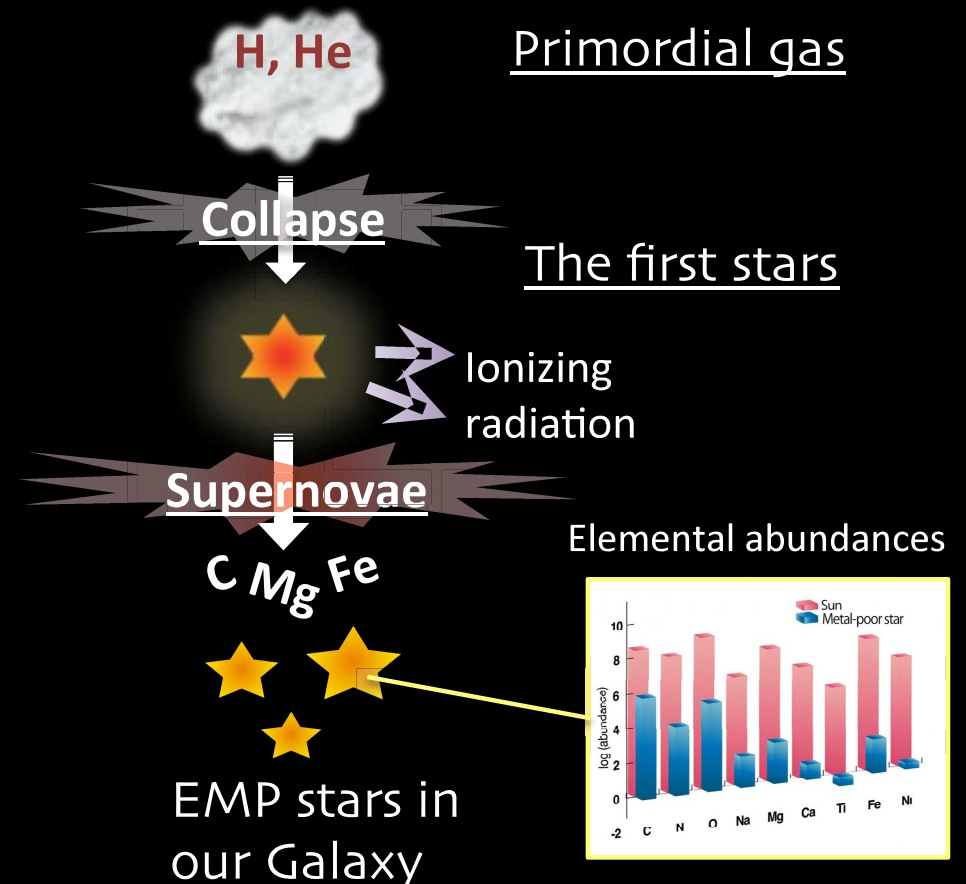 H, He
Primordial gas
Collapse
The first stars
Ionizing
radiation
Supernovae
C Mg Fe
Elemental abundances
Sun
Metal-poor star
log (abundance)
10
8
6
4
2
0
-2
C N O Na Mg Ca Ti Fe Ni
EMP stars in
our Galaxy